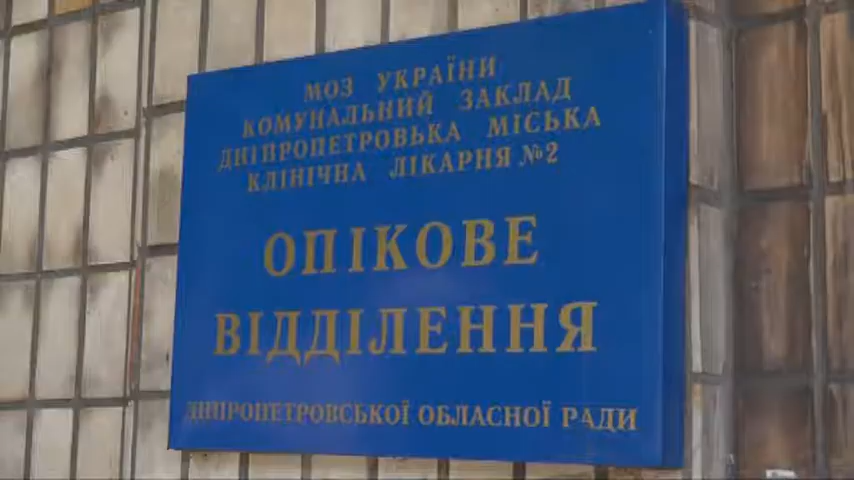 МОЗ УКРАЇНИ
КОМУНАЛЬНИЙ ЗАКЛАД
ДНІПРОПЕТРОВЬКА МІСЬКА
КЛІНІЧНА ЛІКАРНЯ №2
ОПІКОВЕ
ВІДДІЛЕННЯ
ДНІПРОПЕТРОВСЬКОЇ ОБЛАСНОЇ РАДИ